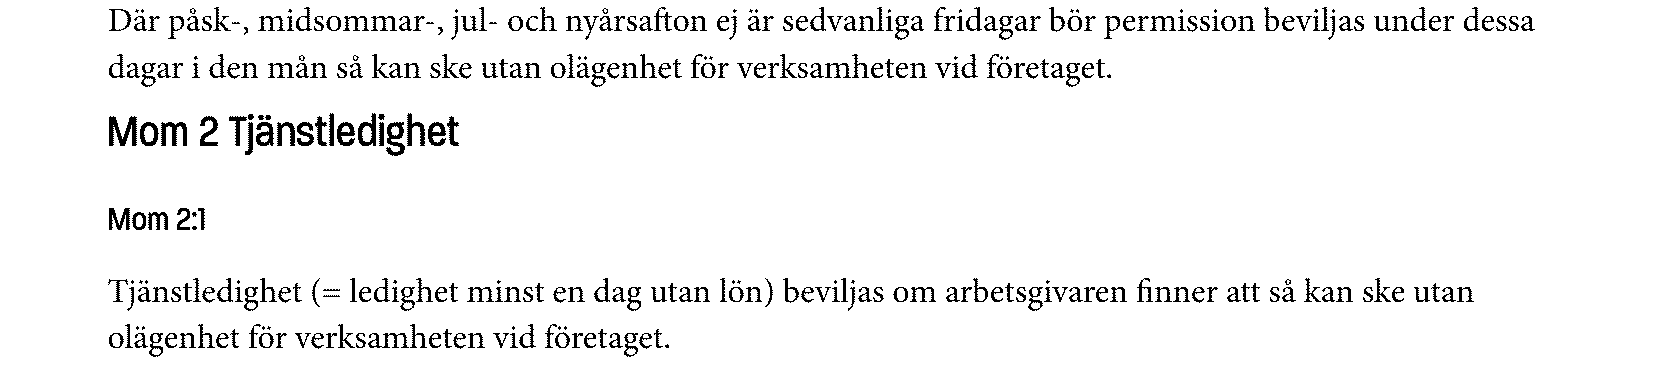 Där påsk-, midsommar-, jul- och nyårsafton ej är sedvanliga fridagar bör permission beviljas under dessa
dagar i den mån så kan ske utan olägenhet för verksamheten vid företaget.
Mom 2 Tjänstledighet
Mom 2:1
Tjänstledighet (= ledighet minst en dag utan lön) beviljas om arbetsgivaren finner att så kan ske utan
olägenhet för verksamheten vid företaget.